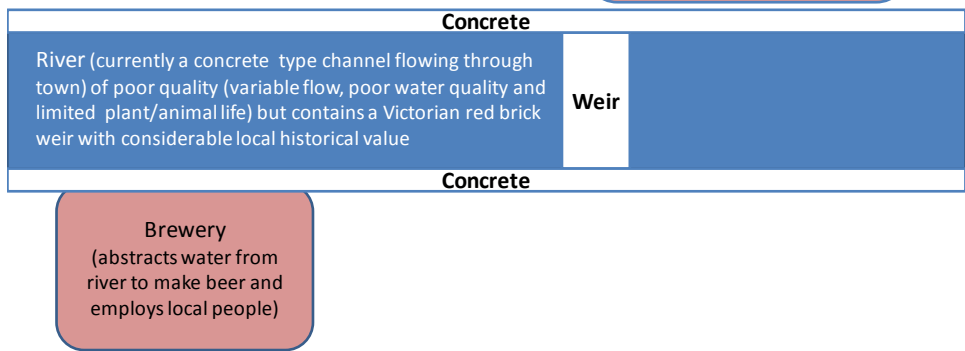 Concrete
River (currently a concrete type channel flowing through
town) of poor quality (variable flow, poor water quality and
limited plant/animal life) but contains a Victorian red brick
weir with considerable local historical value
Weir
Concrete
Brewery
(abstracts water from
river to make beer and
employs local people)